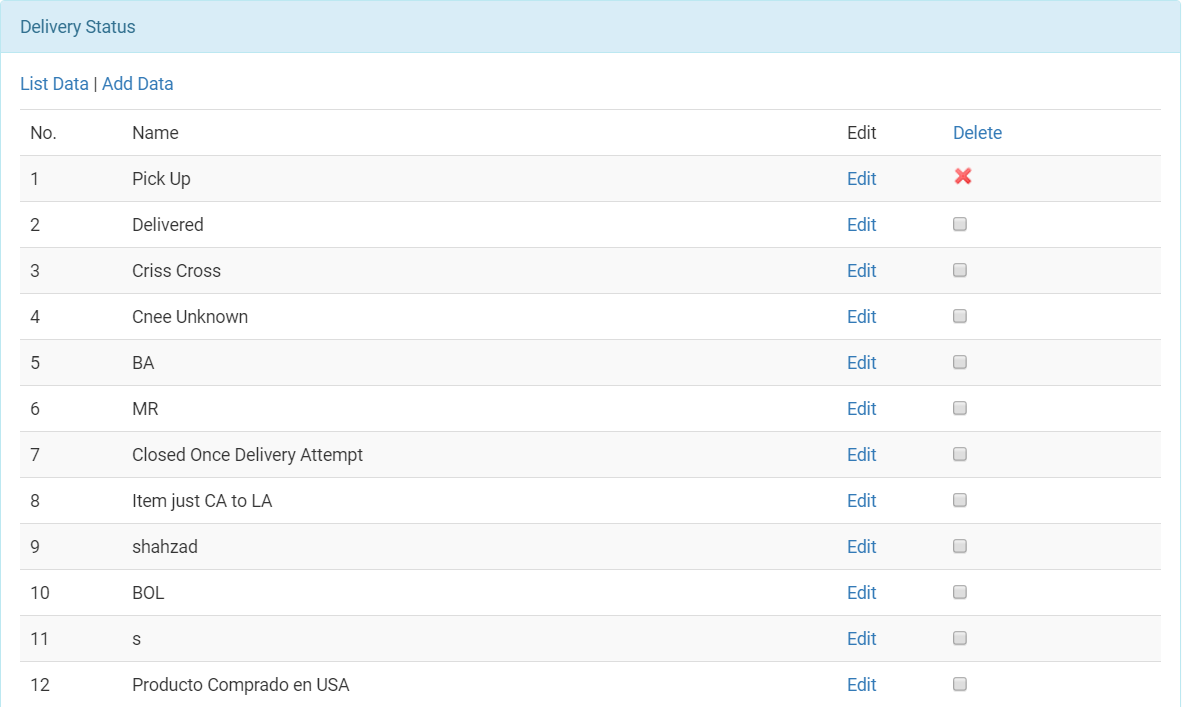 Delivery Status
List Data | Add Data
No. Name Edit Delete
1 Pick Up Edit
2 Delivered Edit
3 Criss Cross Edit
4 Cnee Unknown Edit
5 BA Edit
6 MR Edit
7 Closed Once Delivery Attempt Edit
8 Item just CA to LA Edit
9 shahzad Edit
10 BOL Edit
11 s Edit
12 Producto Comprado en USA Edit